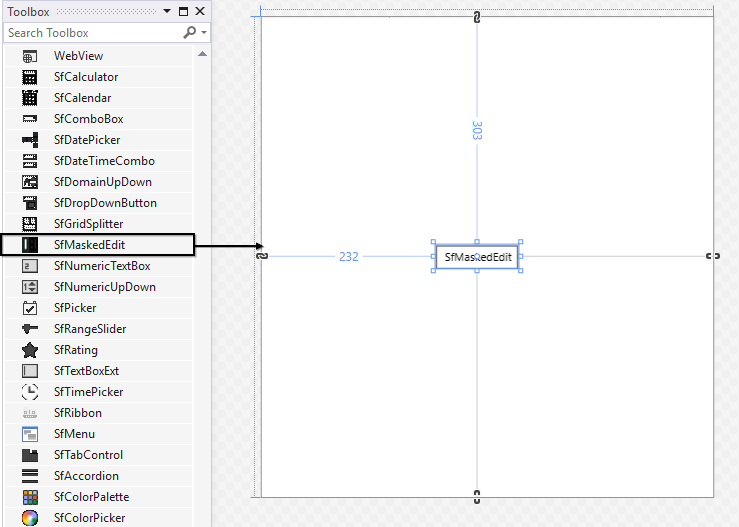 Toolbox
Search Toolbox
WebView
SfCalculator
SfCalendar
SfComboBox
SfDatePicker
SfDateTimeCombo
SfDomainUpDown
SfDropDownButton
SfGridSplitter
SfMaskedEdit
SfNumericTextBox
SfNumericUpDown
SfPicker
SfRangeSlider
SfRating
SfTextBoxExt
SfTimePicker
SfRibbon
SfMenu
SfTabControl
SfAccordion
SfColorPalette
SfColorPicker
303
232
SfMaskedEdit